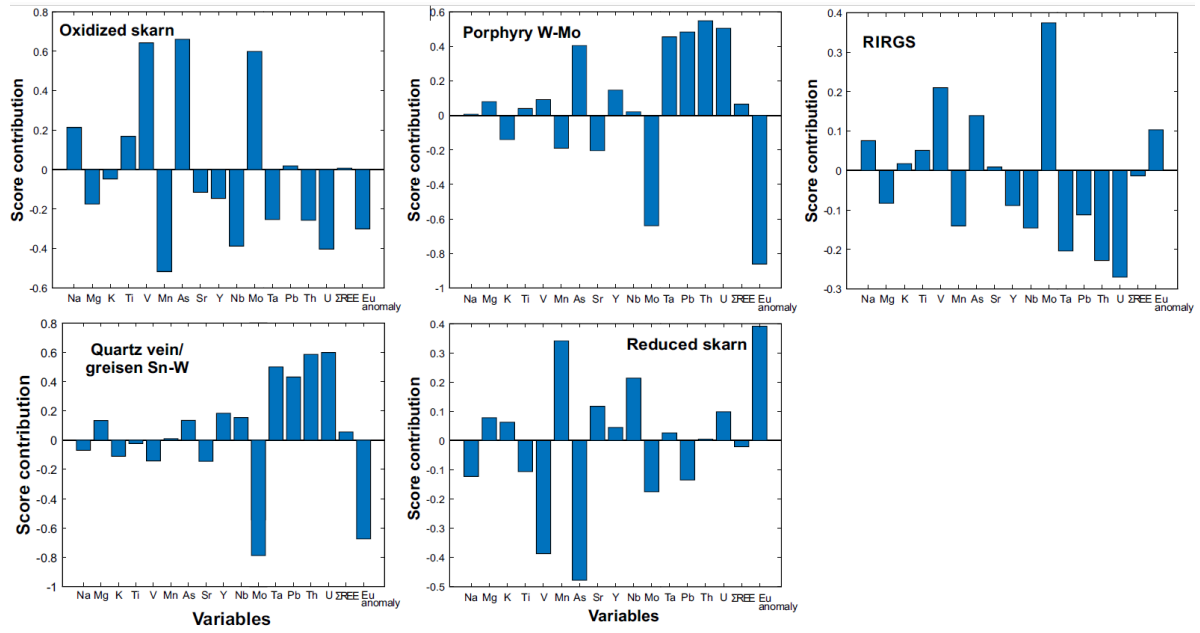 Oxidized skarn
Score contribution
0.8
0.6
0.4
0.2
0
-0.2
-0.4
0.6
Na Mg K Ti V Mn As Sr Y Nb Mo Ta Pb Th U ΣREE Eu
anomaly
Porphyry W-Mo
Score contribution
0.6
0.4
0.2
0
-0.2
-0.4
-0.6
-0.8
-1
Na Mg K Ti V Mn As Sr Y Nb Mo Ta Pb Th U ΣREE Eu
anomaly
RIRGS
Score contribution
0.4
0.3
0.2
0.1
0
-0.1
-0.2
-0.3
Na Mg K Ti V Mn As Sr Y Nb Mo Ta Pb Th U ΣREE Eu
anomaly
Quartz vein/
greisen Sn-W
Score contribution
0.8
0.6
0.4
0.2
0
-0.2
-0.4
-0.6
-0.8
-1
Na Mg K Ti V Mn As Sr Y Nb Mo Ta Pb Th U ΣREE Eu
anomaly
Variables
Reduced skarn
Score contribution
0.4
0.3
0.2
0.1
0
-0.1
-0.2
-0.3
-0.4
-0.5
Na Mg K Ti V Mn As Sr Y Nb Mo Ta Pb Th U ΣREE Eu
anomaly
Variables